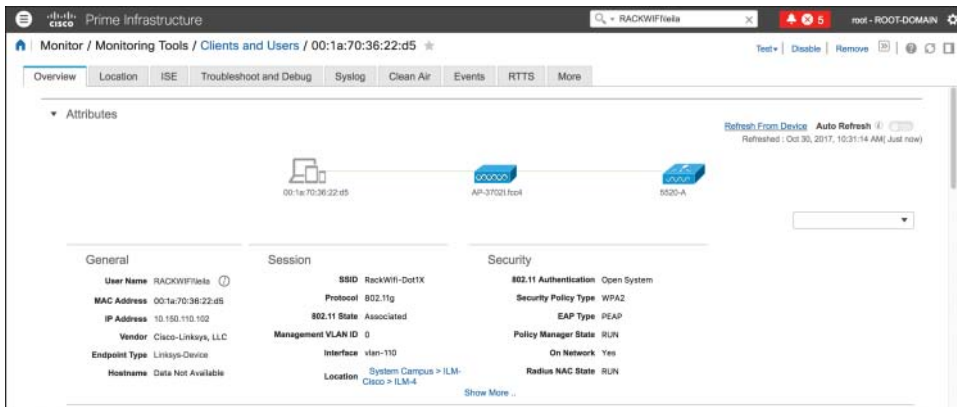 cisco Prime Infrastructure RACKWIFI\leila 5 root - ROOT-DOMAIN
Monitor / Monitoring Tools / Clients and Users / 00:1a:70:36:22:d5 Test Disable Remove
Overview Location ISE Troubleshoot and Debug Syslog Clean Air Events RTTS More
Attributes
Refresh From Device Auto Refresh
Refreshed : Oct 30, 2017, 10:31:14 AM( Just now)
00:1a:70:36:22:d5 5520-A
General Session Security
User Name RACKWIFI\leila SSID RackWifi-Dot1X 802.11 Authentication Open System
MAC Address 00:1a:70:36:22:d5 Protocol 802.11g Security Policy Type WPA2
IP Address 10.150.110.102 802.11 State Associated EAP Type PEAP
Vendor Cisco-Linksys, LLC Management VLAN ID 0 Policy Manager State RUN
Endpoint Type Linksys-Device Interface vlan-110 On Network Yes
Hostname Data Not Available Location System Campus > ILM-Cisco > ILM-4 Radius NAC State RUN
Show More ..